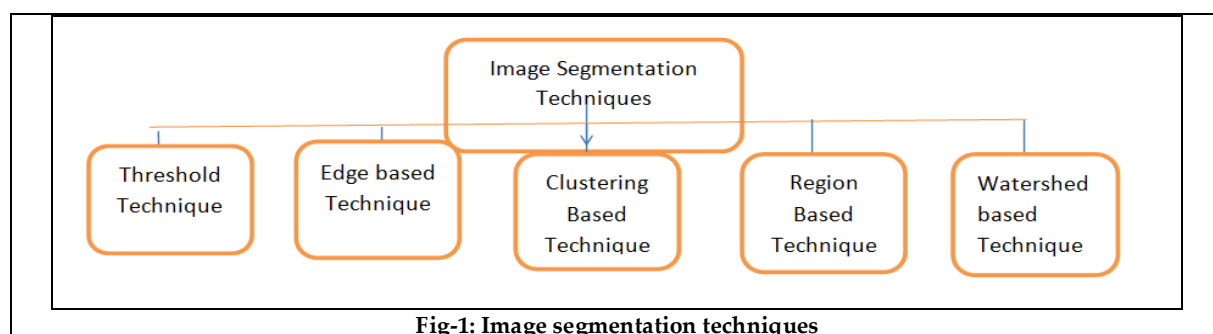 Image Segmentation
Techniques
Threshold
Technique
Edge based
Technique
Clustering
Based
Technique
Region
Based
Technique
Watershed
based
Technique
Fig-1: Image segmentation techniques